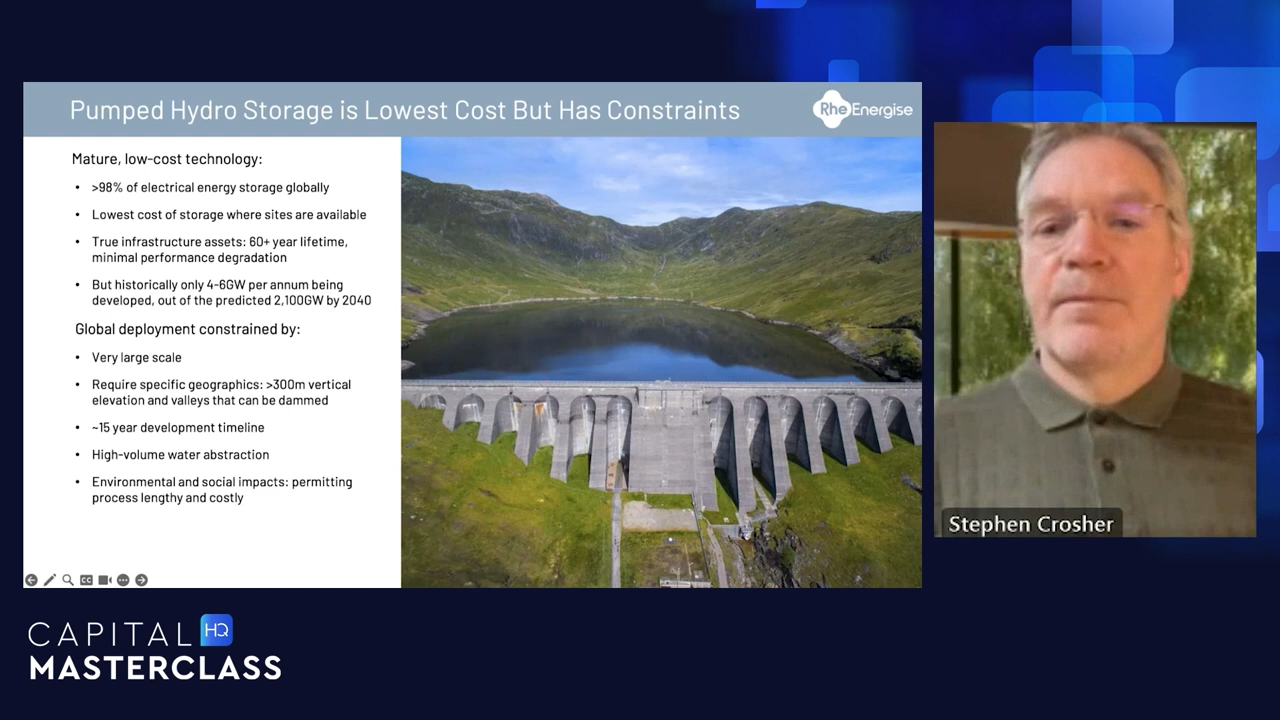 Pumped Hydro Storage is Lowest Cost But Has Constraints
RheEnergise
Mature, low-cost technology:
• >98% of electrical energy storage globally
• Lowest cost of storage where sites are available
• True infrastructure assets: 60+ year lifetime,
minimal performance degradation
• But historically only 4-6GW per annum being
developed, out of the predicted 2,100GW by 2040
Global deployment constrained by:
• Very large scale
• Require specific geographics: >300m vertical
elevation and valleys that can be dammed
• ~15 year development timeline
• High-volume water abstraction
• Environmental and social impacts: permitting
process lengthy and costly
CC
Stephen Crosher
CAPITAL HQ
MASTERCLASS